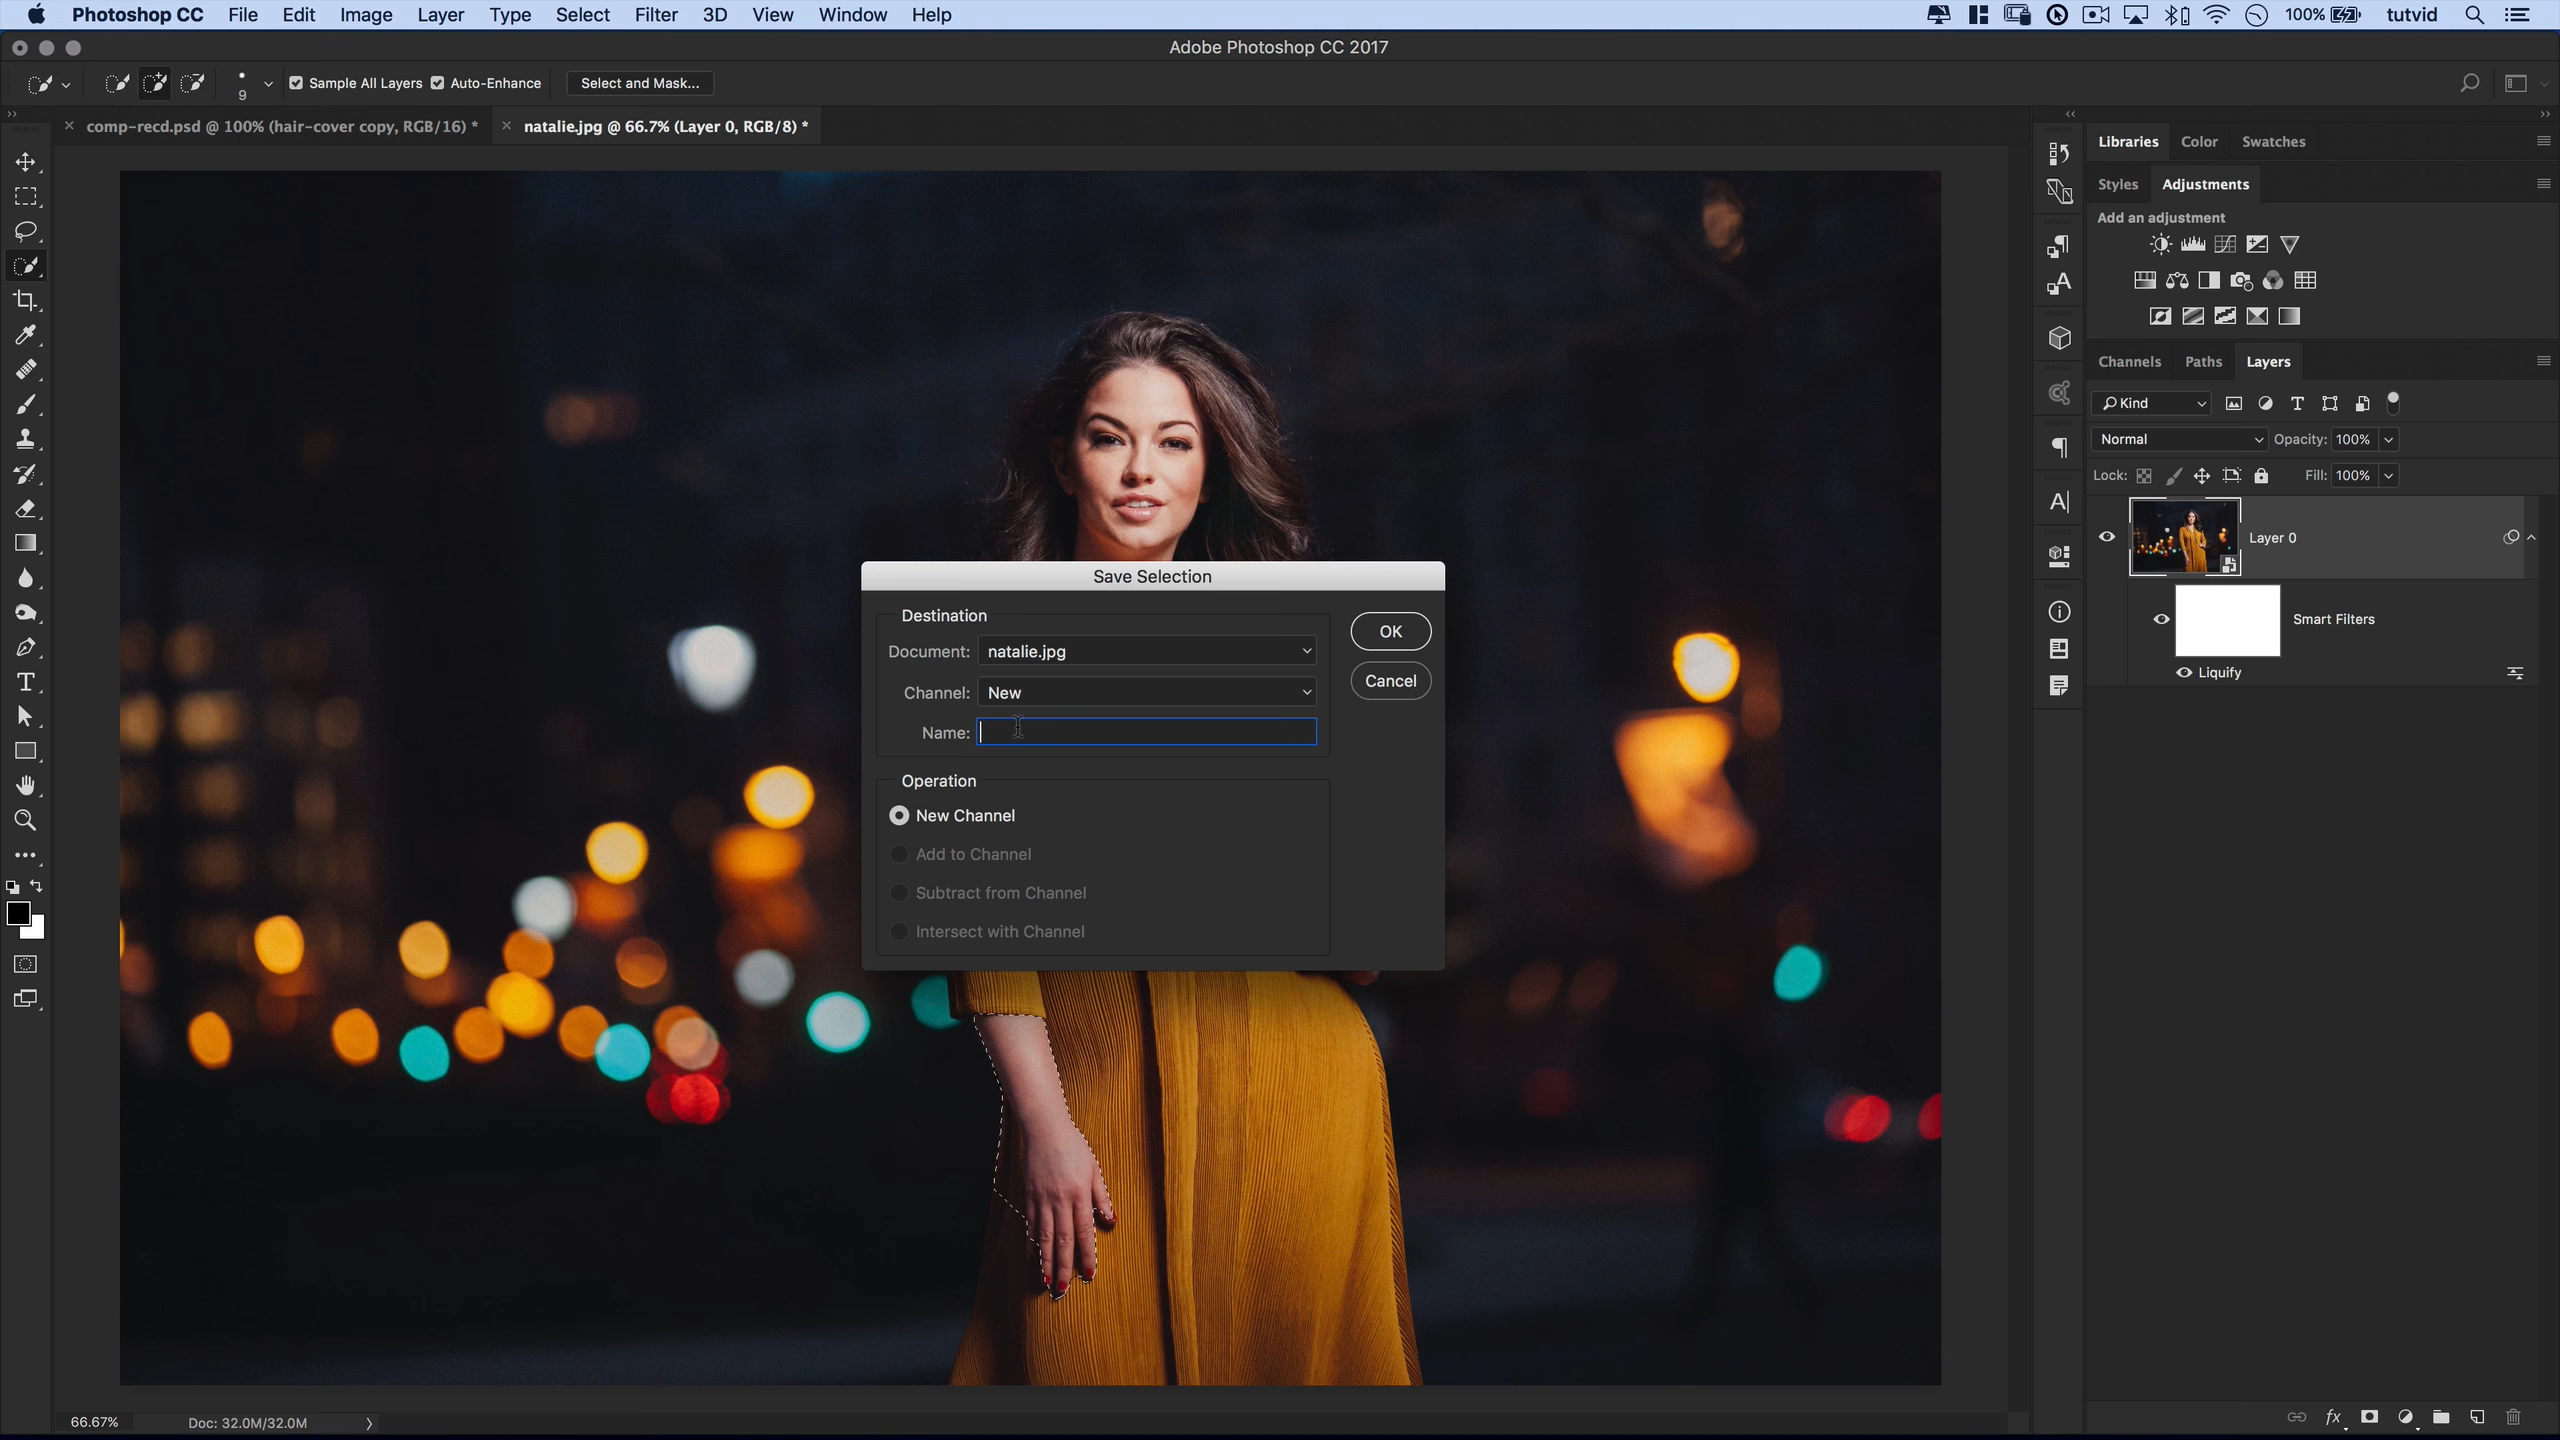 Photoshop CC File Edit Image Layer Type Select Filter 3D View Window Help 100% tutvid
Adobe Photoshop CC 2017
9 Sample All Layers Auto-Enhance Select and Mask...
comp-recd.psd @ 100% (hair-cover copy, RGB/16) * natalie.jpg @ 66.7% (Layer 0, RGB/8) *
Libraries Color Swatches
Styles Adjustments
Add an adjustment
Channels Paths Layers
Kind
Normal Opacity: 100%
Lock: Fill: 100%
Layer 0
Smart Filters
Liquify
Save Selection
Destination
Document: natalie.jpg
Channel: New
Name:
OK
Cancel
Operation
New Channel
Add to Channel
Subtract from Channel
Intersect with Channel
66.67% Doc: 32.0M/32.0M
fx